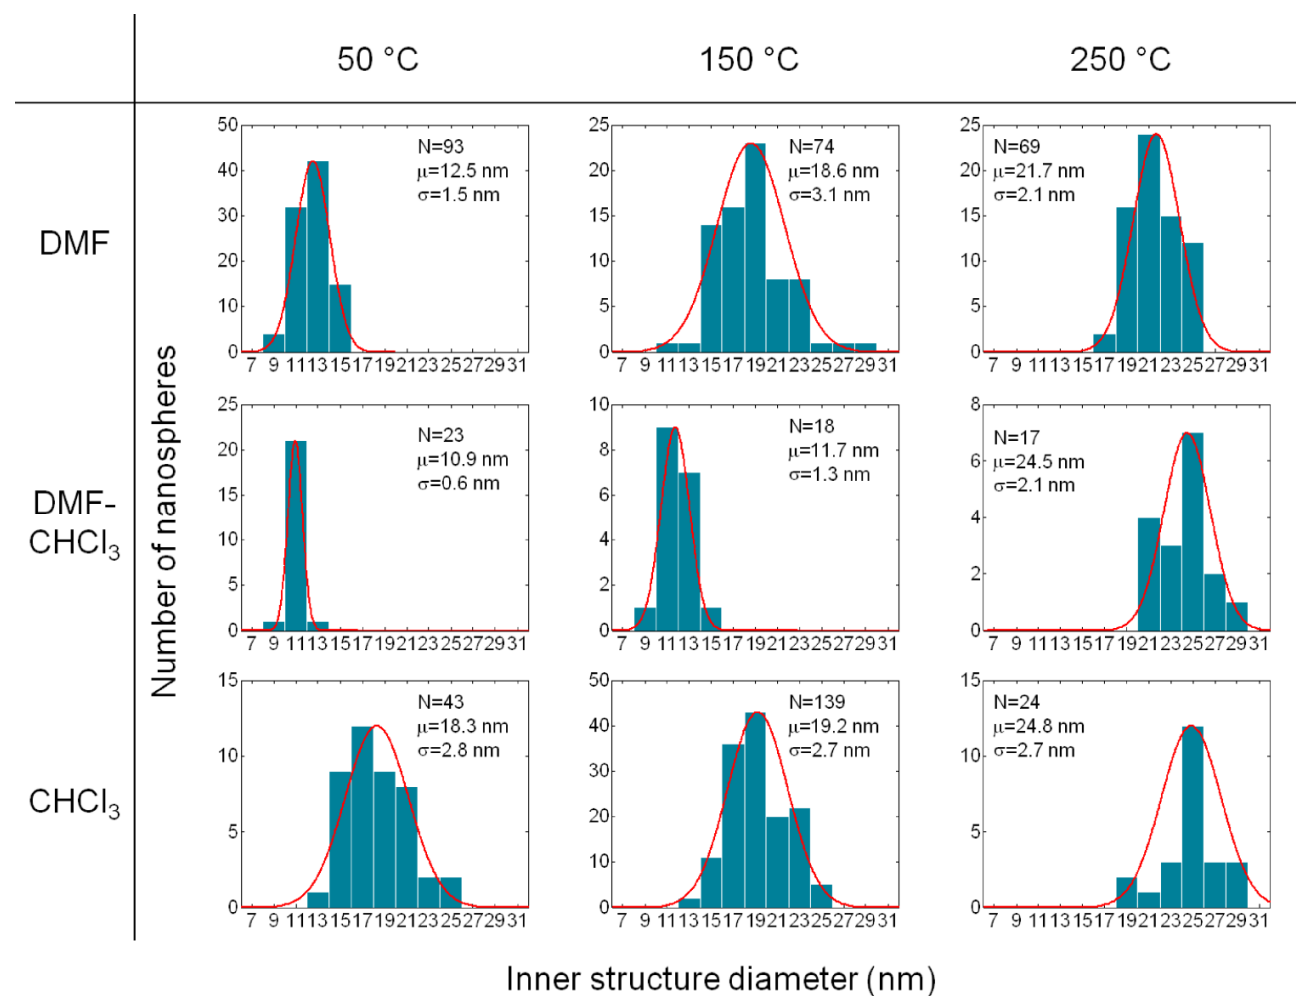 50 °C
150 °C
250 °C
DMF
Number of nanospheres
50
40
30
20
10
0
N=93
μ=12.5 nm
σ=1.5 nm
7 9 11 13 15 17 19 21 23 25 27 29 31
25
20
15
10
5
0
N=74
μ=18.6 nm
σ=3.1 nm
7 9 11 13 15 17 19 21 23 25 27 29 31
25
20
15
10
5
0
N=69
μ=21.7 nm
σ=2.1 nm
7 9 11 13 15 17 19 21 23 25 27 29 31
DMF-
CHCl₃
25
20
15
10
5
0
N=23
μ=10.9 nm
σ=0.6 nm
7 9 11 13 15 17 19 21 23 25 27 29 31
10
8
6
4
2
0
N=18
μ=11.7 nm
σ=1.3 nm
7 9 11 13 15 17 19 21 23 25 27 29 31
8
6
4
2
0
N=17
μ=24.5 nm
σ=2.1 nm
7 9 11 13 15 17 19 21 23 25 27 29 31
CHCl₃
15
10
5
0
N=43
μ=18.3 nm
σ=2.8 nm
7 9 11 13 15 17 19 21 23 25 27 29 31
50
40
30
20
10
0
N=139
μ=19.2 nm
σ=2.7 nm
7 9 11 13 15 17 19 21 23 25 27 29 31
15
10
5
0
N=24
μ=24.8 nm
σ=2.7 nm
7 9 11 13 15 17 19 21 23 25 27 29 31
Inner structure diameter (nm)